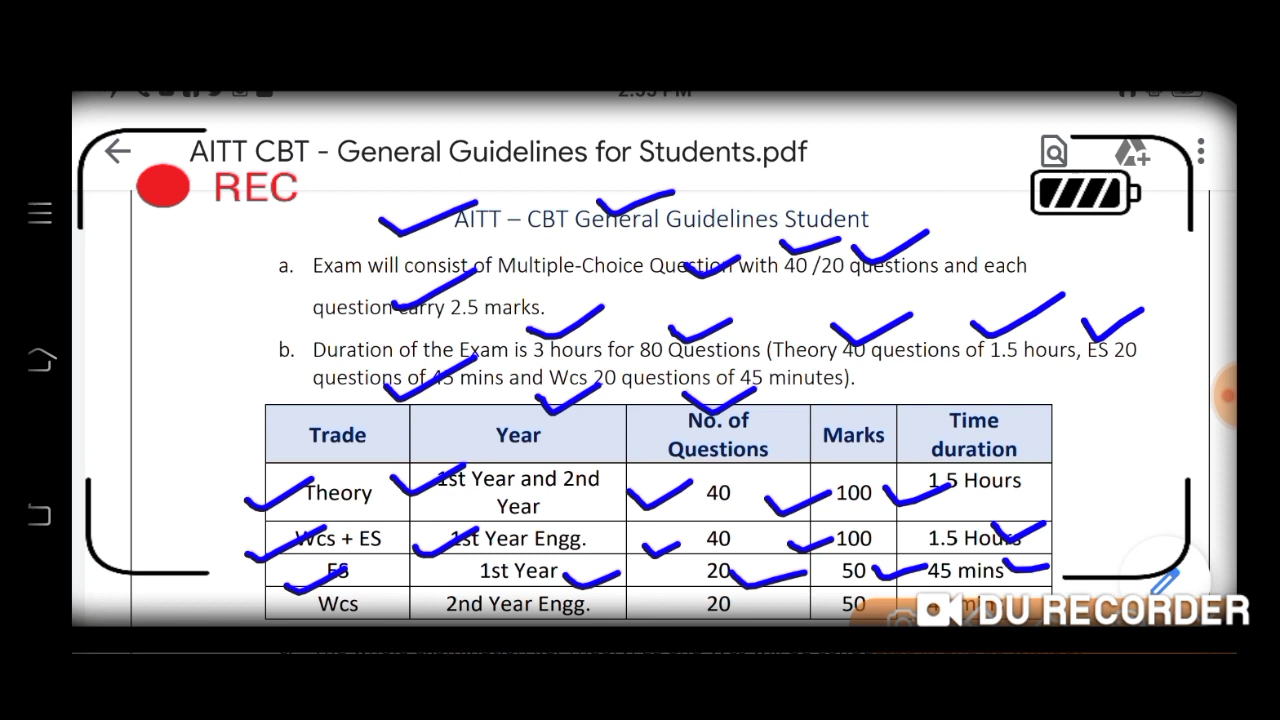 AITT CBT - General Guidelines for Students.pdf
REC
AITT – CBT General Guidelines Student
a. Exam will consist of Multiple-Choice Question with 40 /20 questions and each
question carry 2.5 marks.
b. Duration of the Exam is 3 hours for 80 Questions (Theory 40 questions of 1.5 hours, ES 20
questions of 45 mins and Wcs 20 questions of 45 minutes).
Trade Year No. of Questions Marks Time duration
Theory 1st Year and 2nd Year 40 100 1.5 Hours
Wcs + ES 1st Year Engg. 40 100 1.5 Hours
ES 1st Year 20 50 45 mins
Wcs 2nd Year Engg. 20 50
DU RECORDER